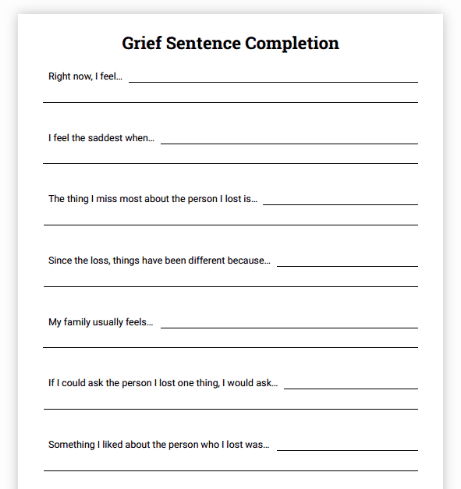 Grief Sentence Completion
Right now, I feel...
I feel the saddest when...
The thing I miss most about the person I lost is...
Since the loss, things have been different because...
My family usually feels...
If I could ask the person I lost one thing, I would ask...
Something I liked about the person who I lost was...